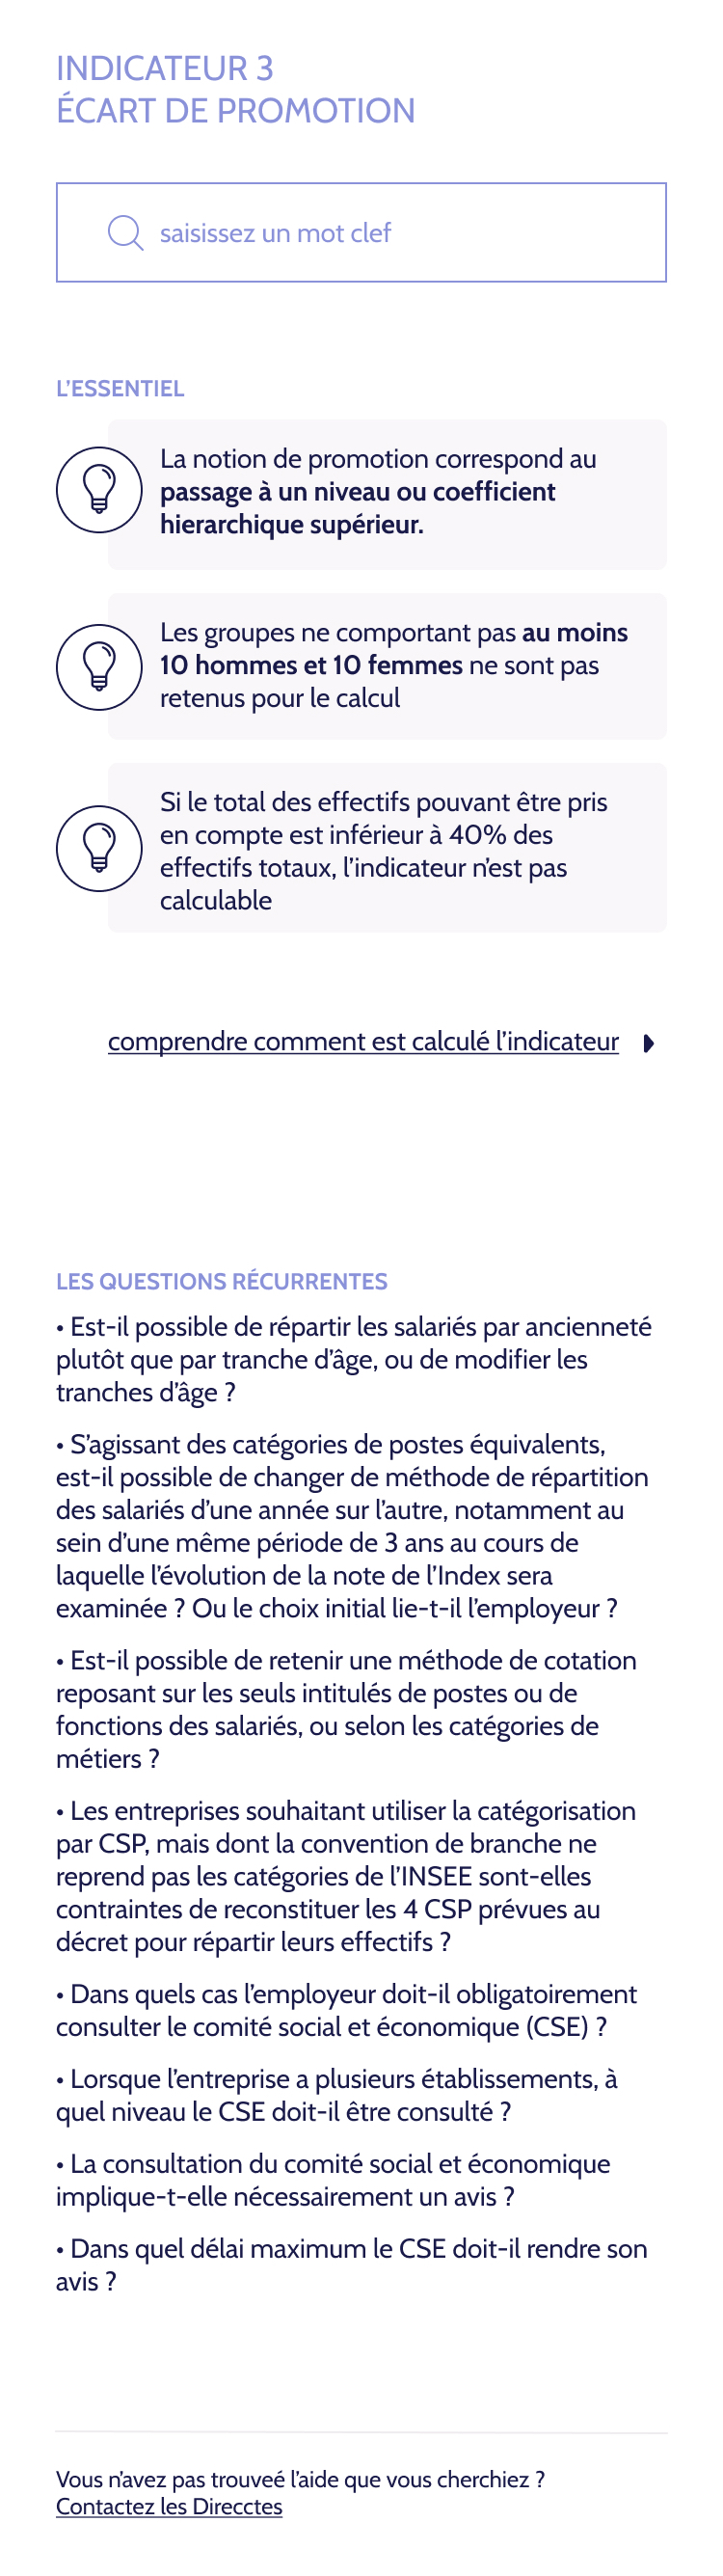 INDICATEUR 3
ÉCART DE PROMOTION
saisissez un mot clef
L’ESSENTIEL
La notion de promotion correspond au
passage à un niveau ou coefficient
hierarchique supérieur.
Les groupes ne comportant pas au moins
10 hommes et 10 femmes ne sont pas
retenus pour le calcul
Si le total des effectifs pouvant être pris
en compte est inférieur à 40% des
effectifs totaux, l’indicateur n’est pas
calculable
comprendre comment est calculé l’indicateur
LES QUESTIONS RÉCURRENTES
• Est-il possible de répartir les salariés par ancienneté
plutôt que par tranche d’âge, ou de modifier les
tranches d’âge ?
• S’agissant des catégories de postes équivalents,
est-il possible de changer de méthode de répartition
des salariés d’une année sur l’autre, notamment au
sein d’une même période de 3 ans au cours de
laquelle l’évolution de la note de l’Index sera
examinée ? Ou le choix initial lie-t-il l’employeur ?
• Est-il possible de retenir une méthode de cotation
reposant sur les seuls intitulés de postes ou de
fonctions des salariés, ou selon les catégories de
métiers ?
• Les entreprises souhaitant utiliser la catégorisation
par CSP, mais dont la convention de branche ne
reprend pas les catégories de l’INSEE sont-elles
contraintes de reconstituer les 4 CSP prévues au
décret pour répartir leurs effectifs ?
• Dans quels cas l’employeur doit-il obligatoirement
consulter le comité social et économique (CSE) ?
• Lorsque l’entreprise a plusieurs établissements, à
quel niveau le CSE doit-il être consulté ?
• La consultation du comité social et économique
implique-t-elle nécessairement un avis ?
• Dans quel délai maximum le CSE doit-il rendre son
avis ?
Vous n’avez pas trouveé l’aide que vous cherchiez ?
Contactez les Direcctes